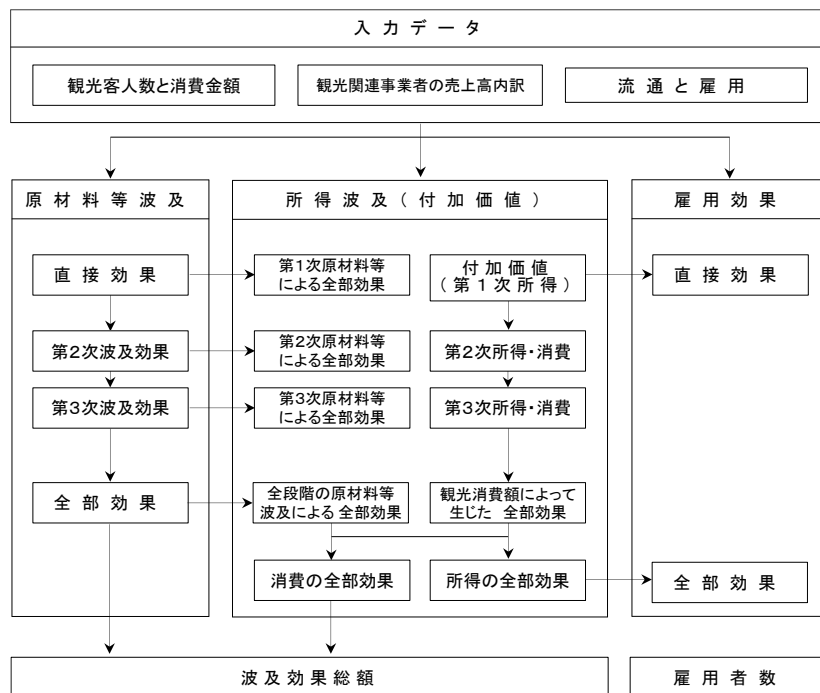 入力データ
観光客人数と消費金額
観光関連事業者の売上高内訳
流通と雇用
原材料等波及
所得波及(付加価値)
雇用効果
直接効果
第1次原材料等
による全部効果
付加価値
(第1次所得)
直接効果
第2次波及効果
第2次原材料等
による全部効果
第2次所得・消費
第3次波及効果
第3次原材料等
による全部効果
第3次所得・消費
全部効果
全段階の原材料等
波及による 全部効果
観光消費額によって
生じた 全部効果
消費の全部効果
所得の全部効果
全部効果
波及効果総額
雇用者数